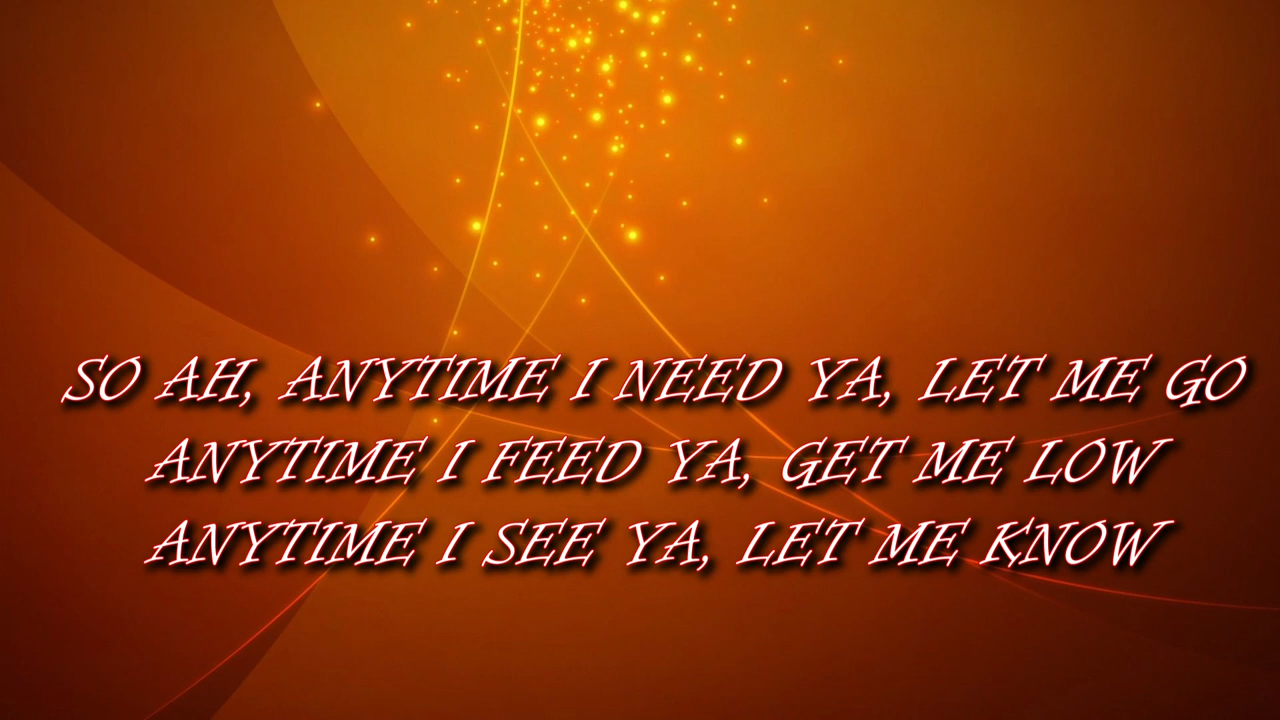 SO AH, ANYTIME I NEED YA, LET ME GO
ANYTIME I FEED YA, GET ME LOW
ANYTIME I SEE YA, LET ME KNOW